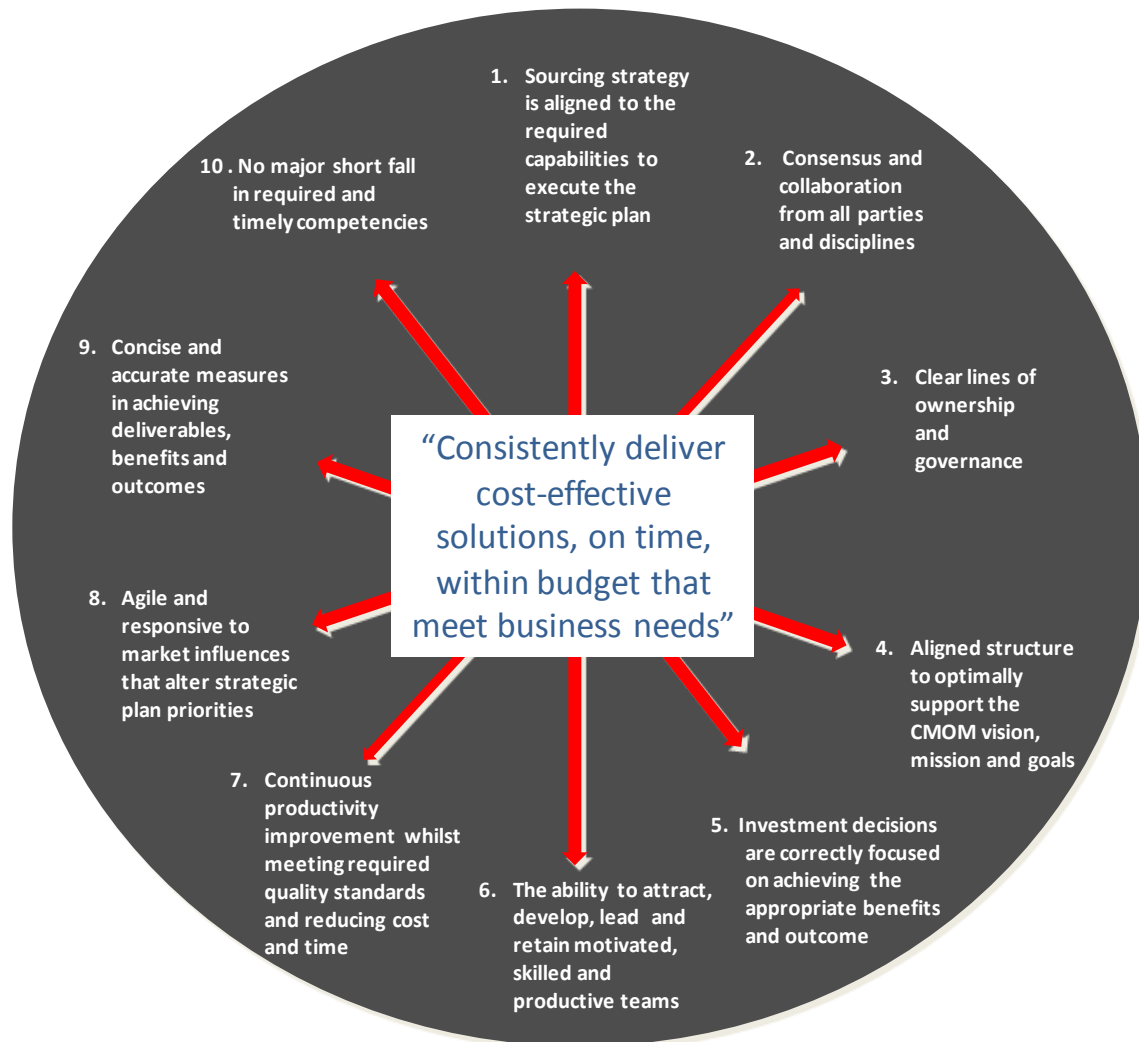 1. Sourcing strategy
is aligned to the
required
capabilities to
execute the
strategic plan
2. Consensus and
collaboration
from all parties
and disciplines
3. Clear lines of
ownership
and
governance
4. Aligned structure
to optimally
support the
CMOM vision,
mission and goals
5. Investment decisions
are correctly focused
on achieving the
appropriate benefits
and outcome
6. The ability to attract,
develop, lead and
retain motivated,
skilled and
productive teams
7. Continuous
productivity
improvement whilst
meeting required
quality standards
and reducing cost
and time
8. Agile and
responsive to
market influences
that alter strategic
plan priorities
9. Concise and
accurate measures
in achieving
deliverables,
benefits and
outcomes
10 . No major short fall
in required and
timely competencies
“Consistently deliver
cost-effective
solutions, on time,
within budget that
meet business needs”